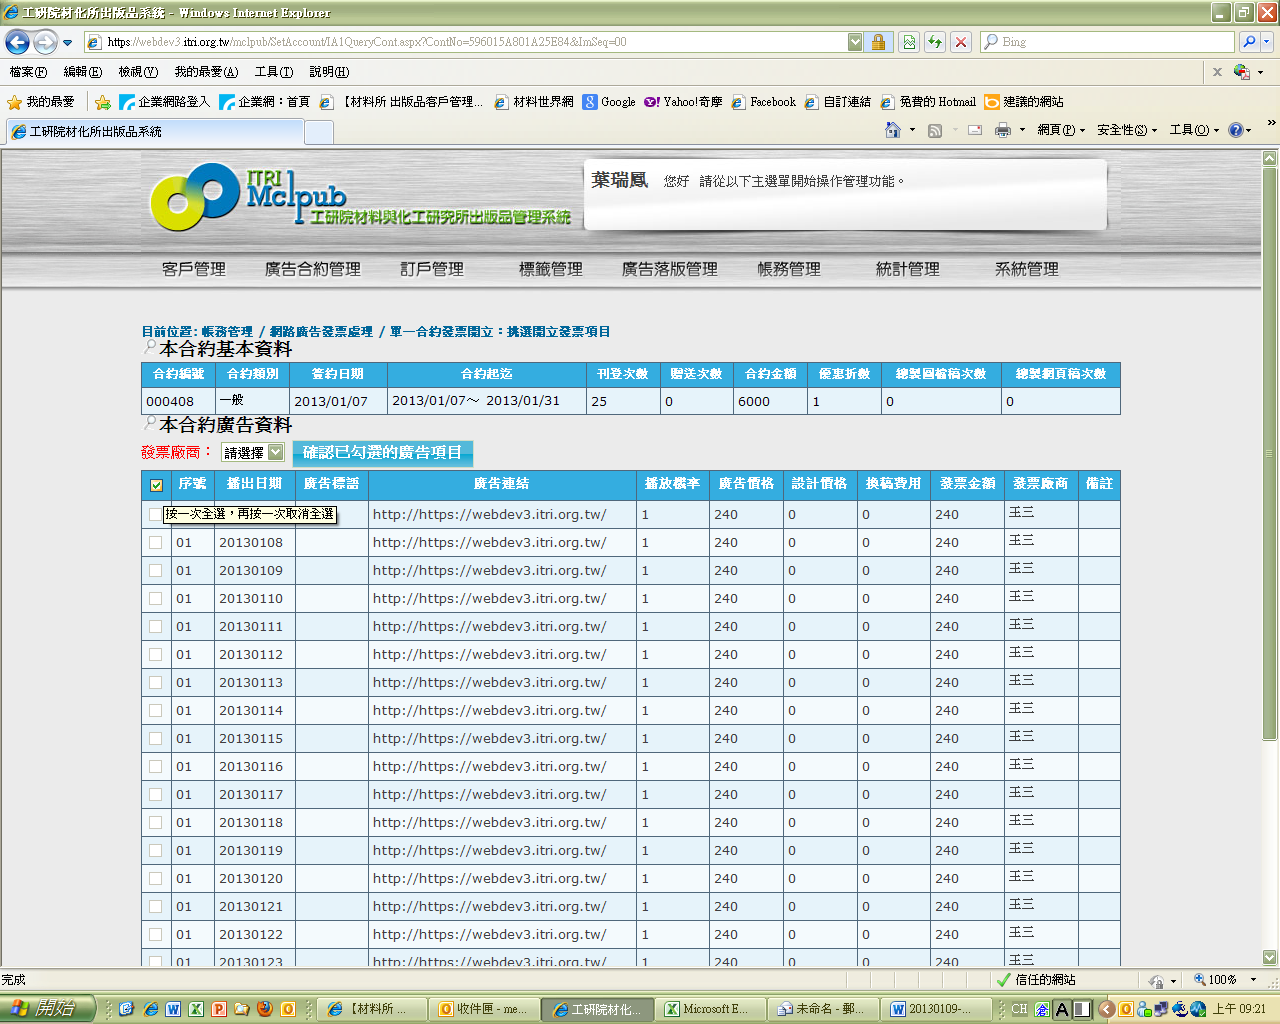 工研院材化所出版品系統 - Windows Internet Explorer
https://webdev3.itri.org.tw/mclpub/SetAccount/IA1QueryCont.aspx?ContNo=596015A801A25E84&ImSeq=00
Bing
檔案(F) 編輯(E) 檢視(V) 我的最愛(A) 工具(T) 說明(H)
我的最愛 企業網路登入 企業網：首頁 【材料所 出版品客戶管理... 材料世界網 Google Yahoo!奇摩 Facebook 自訂連結 免費的 Hotmail 建議的網站
工研院材化所出版品系統
網頁(P) 安全性(S) 工具(O)
ITRI
Mclpub
工研院材料與化工研究所出版品管理系統
葉瑞鳳 您好 請從以下主選單開始操作管理功能。
客戶管理 廣告合約管理 訂戶管理 標籤管理 廣告落版管理 帳務管理 統計管理 系統管理
目前位置: 帳務管理 / 網路廣告發票處理 / 單一合約發票開立：挑選開立發票項目
本合約基本資料
合約編號 合約類別 簽約日期 合約起迄 刊登次數 贈送次數 合約金額 優惠折數 總製圖檔稿次數 總製網頁稿次數
000408 一般 2013/01/07 2013/01/07～ 2013/01/31 25 0 6000 1 0 0
本合約廣告資料
發票廠商： 請選擇 確認已勾選的廣告項目
序號 播出日期 廣告標語 廣告連結 播放機率 廣告價格 設計價格 換稿費用 發票金額 發票廠商 備註
按一次全選，再按一次取消全選 http://https://webdev3.itri.org.tw/ 1 240 0 0 240 王三
01 20130108 http://https://webdev3.itri.org.tw/ 1 240 0 0 240 王三
01 20130109 http://https://webdev3.itri.org.tw/ 1 240 0 0 240 王三
01 20130110 http://https://webdev3.itri.org.tw/ 1 240 0 0 240 王三
01 20130111 http://https://webdev3.itri.org.tw/ 1 240 0 0 240 王三
01 20130112 http://https://webdev3.itri.org.tw/ 1 240 0 0 240 王三
01 20130113 http://https://webdev3.itri.org.tw/ 1 240 0 0 240 王三
01 20130114 http://https://webdev3.itri.org.tw/ 1 240 0 0 240 王三
01 20130115 http://https://webdev3.itri.org.tw/ 1 240 0 0 240 王三
01 20130116 http://https://webdev3.itri.org.tw/ 1 240 0 0 240 王三
01 20130117 http://https://webdev3.itri.org.tw/ 1 240 0 0 240 王三
01 20130118 http://https://webdev3.itri.org.tw/ 1 240 0 0 240 王三
01 20130119 http://https://webdev3.itri.org.tw/ 1 240 0 0 240 王三
01 20130120 http://https://webdev3.itri.org.tw/ 1 240 0 0 240 王三
01 20130121 http://https://webdev3.itri.org.tw/ 1 240 0 0 240 王三
01 20130122 http://https://webdev3.itri.org.tw/ 1 240 0 0 240 王三
01 20130123 http://https://webdev3.itri.org.tw/ 1 240 0 0 240 王三
完成 信任的網站 100%
開始 【材料所 ... 收件匣 - me... 工研院材化... Microsoft E... 未命名 - 郵... 20130109-... CH A 上午 09:21